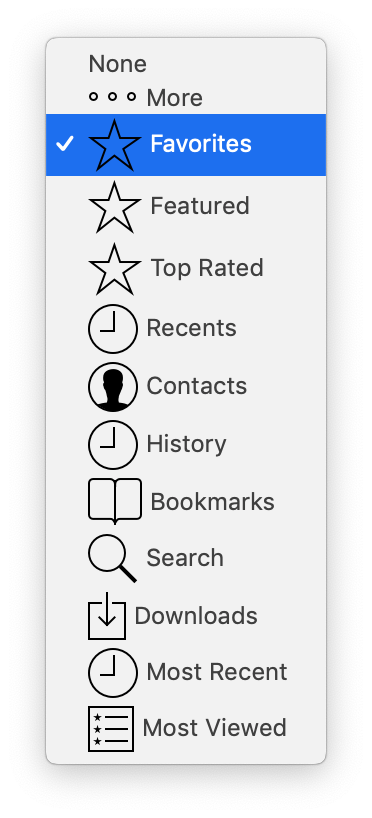 None
More
Favorites
Featured
Top Rated
Recents
Contacts
History
Bookmarks
Search
Downloads
Most Recent
Most Viewed